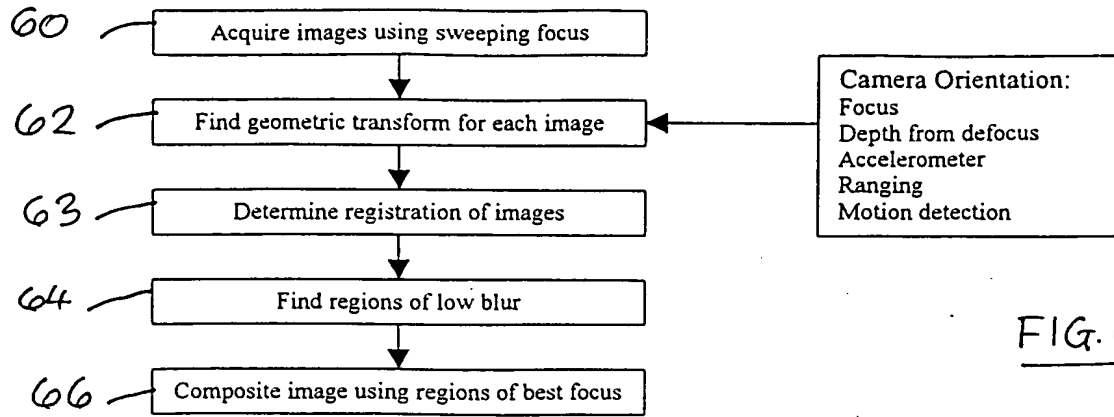 60
Acquire images using sweeping focus
62
Find geometric transform for each image
Camera Orientation:
Focus
Depth from defocus
Accelerometer
Ranging
Motion detection
63
Determine registration of images
64
Find regions of low blur
66
Composite image using regions of best focus
FIG.